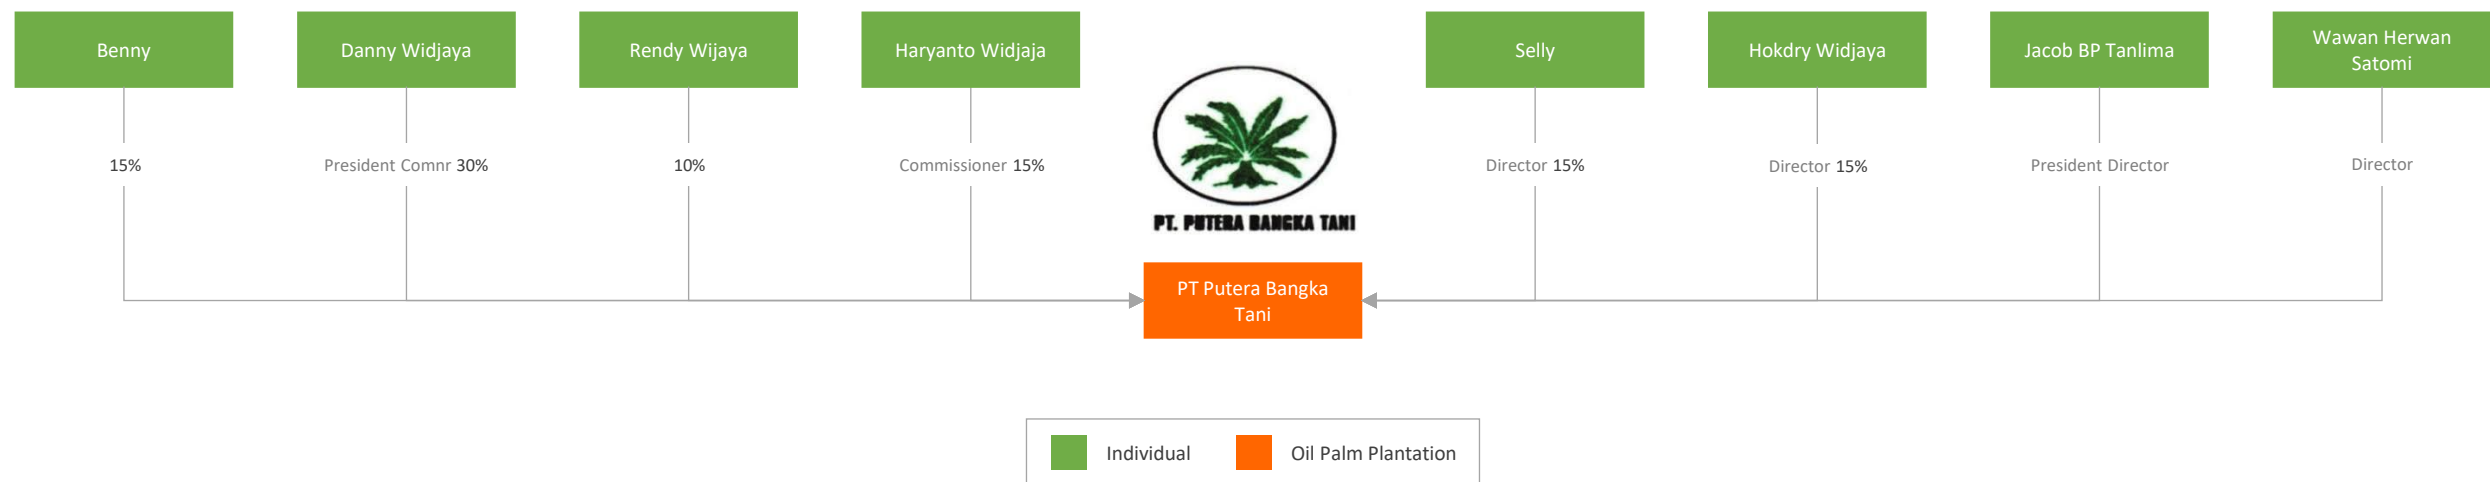 Benny
Danny Widjaya
Rendy Wijaya
Haryanto Widjaja
Selly
Hokdry Widjaya
Jacob BP Tanlima
Wawan Herwan
Satomi
15%
President Comnr 30%
10%
Commissioner 15%
Director 15%
Director 15%
President Director
Director
PT. PUTERA BANGKA TANI
PT Putera Bangka
Tani
Individual
Oil Palm Plantation